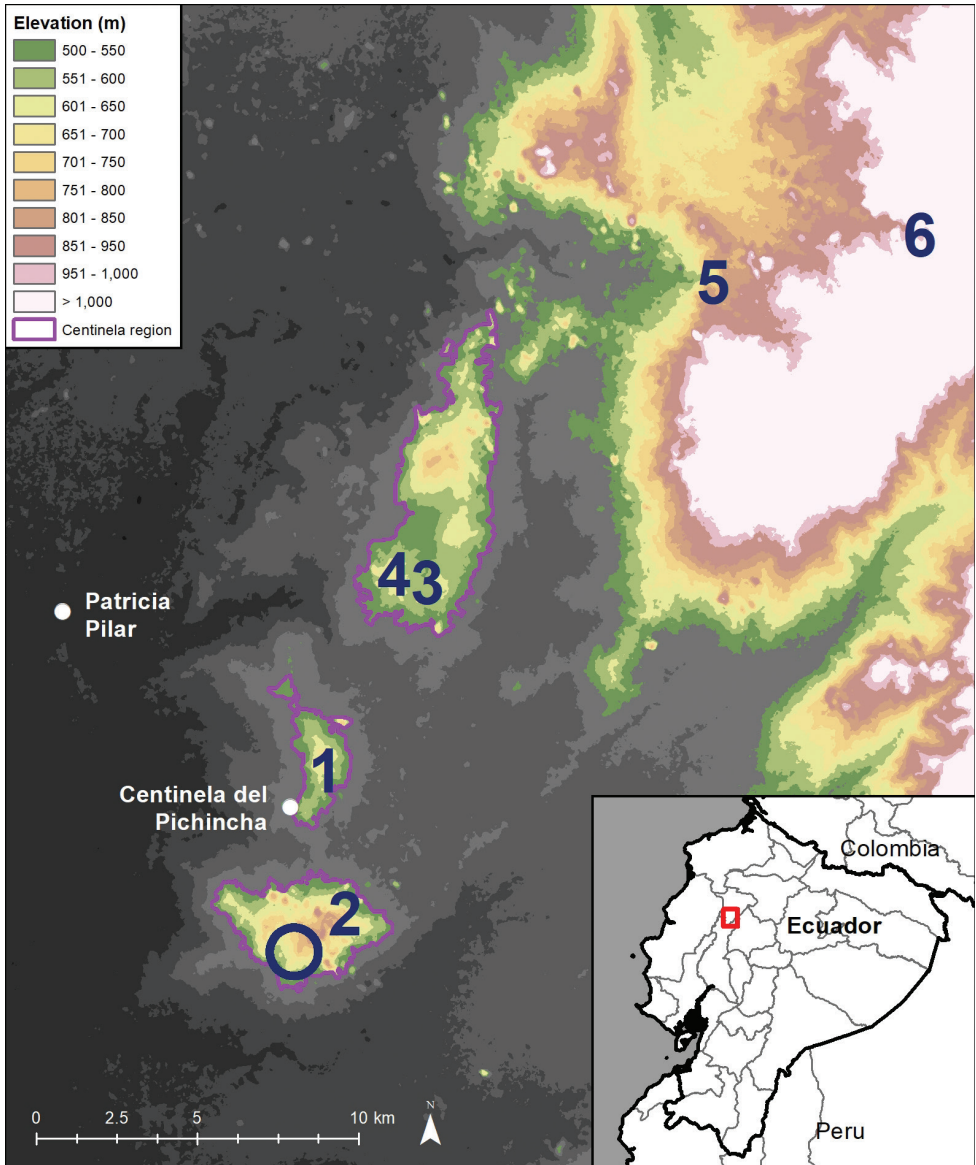 Elevation (m)
500 - 550
551 - 600
601 - 650
651 - 700
701 - 750
751 - 800
801 - 850
851 - 950
951 - 1,000
> 1,000
Centinela region
6
5
43
Patricia
Pilar
1
Centinela del
Pichincha
2
Colombia
Ecuador
Peru
0 2.5 5 10 km
N